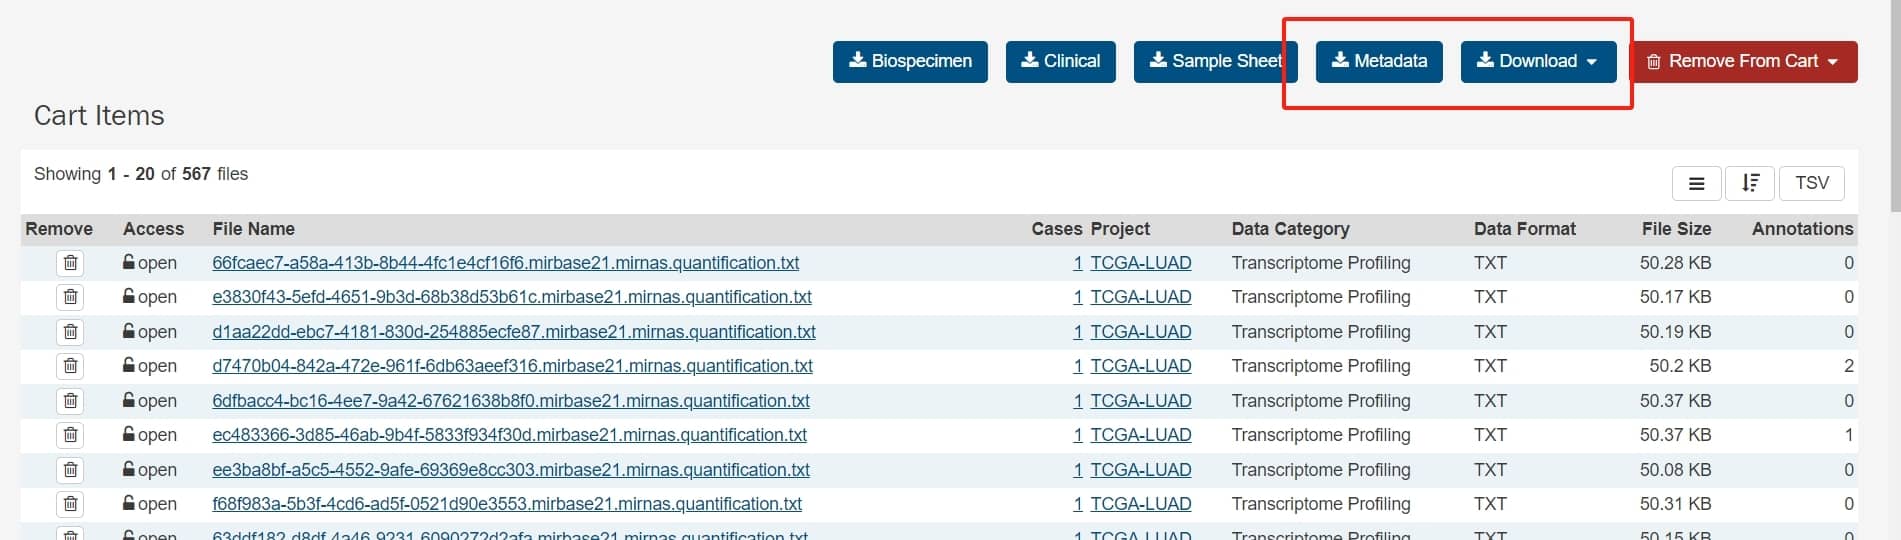 Biospecimen Clinical Sample Sheet Metadata Download Remove From Cart
Cart Items
Showing 1 - 20 of 567 files
TSV
Remove Access File Name Cases Project Data Category Data Format File Size Annotations
open 66fcaec7-a58a-413b-8b44-4fc1e4cf16f6.mirbase21.mirnas.quantification.txt 1 TCGA-LUAD Transcriptome Profiling TXT 50.28 KB 0
open e3830f43-5efd-4651-9b3d-68b38d53b61c.mirbase21.mirnas.quantification.txt 1 TCGA-LUAD Transcriptome Profiling TXT 50.17 KB 0
open d1aa22dd-ebc7-4181-830d-254885ecfe87.mirbase21.mirnas.quantification.txt 1 TCGA-LUAD Transcriptome Profiling TXT 50.19 KB 0
open d7470b04-842a-472e-961f-6db63aeef316.mirbase21.mirnas.quantification.txt 1 TCGA-LUAD Transcriptome Profiling TXT 50.2 KB 2
open 6dfbacc4-bc16-4ee7-9a42-67621638b8f0.mirbase21.mirnas.quantification.txt 1 TCGA-LUAD Transcriptome Profiling TXT 50.37 KB 0
open ec483366-3d85-46ab-9b4f-5833f934f30d.mirbase21.mirnas.quantification.txt 1 TCGA-LUAD Transcriptome Profiling TXT 50.37 KB 1
open ee3ba8bf-a5c5-4552-9afe-69369e8cc303.mirbase21.mirnas.quantification.txt 1 TCGA-LUAD Transcriptome Profiling TXT 50.08 KB 0
open f68f983a-5b3f-4cd6-ad5f-0521d90e3553.mirbase21.mirnas.quantification.txt 1 TCGA-LUAD Transcriptome Profiling TXT 50.31 KB 0
open 63ddf182-d8df-4a46-9231-6090272d2afa.mirbase21.mirnas.quantification.txt 1 TCGA-LUAD Transcriptome Profiling TXT 50.15 KB 0